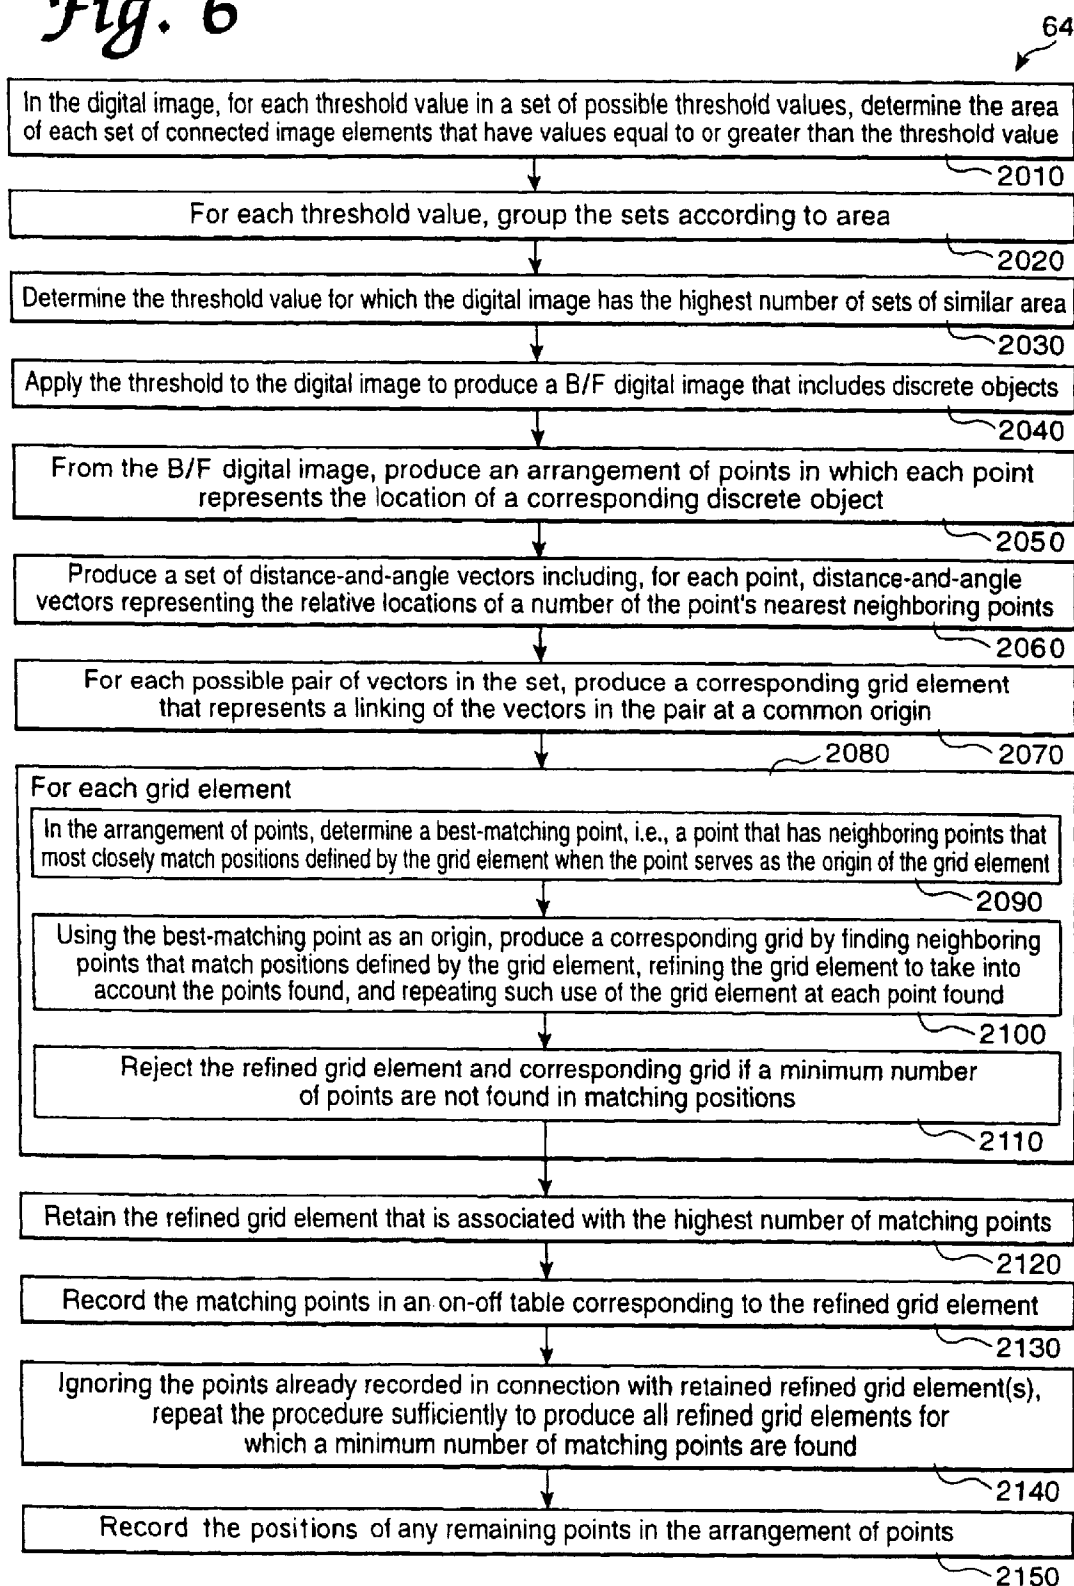 Fig. 6
64
In the digital image, for each threshold value in a set of possible threshold values, determine the area
of each set of connected image elements that have values equal to or greater than the threshold value
2010
For each threshold value, group the sets according to area
2020
Determine the threshold value for which the digital image has the highest number of sets of similar area
2030
Apply the threshold to the digital image to produce a B/F digital image that includes discrete objects
2040
From the B/F digital image, produce an arrangement of points in which each point
represents the location of a corresponding discrete object
2050
Produce a set of distance-and-angle vectors including, for each point, distance-and-angle
vectors representing the relative locations of a number of the point's nearest neighboring points
2060
For each possible pair of vectors in the set, produce a corresponding grid element
that represents a linking of the vectors in the pair at a common origin
2070
2080
For each grid element
In the arrangement of points, determine a best-matching point, i.e., a point that has neighboring points that
most closely match positions defined by the grid element when the point serves as the origin of the grid element
2090
Using the best-matching point as an origin, produce a corresponding grid by finding neighboring
points that match positions defined by the grid element, refining the grid element to take into
account the points found, and repeating such use of the grid element at each point found
2100
Reject the refined grid element and corresponding grid if a minimum number
of points are not found in matching positions
2110
Retain the refined grid element that is associated with the highest number of matching points
2120
Record the matching points in an on-off table corresponding to the refined grid element
2130
Ignoring the points already recorded in connection with retained refined grid element(s),
repeat the procedure sufficiently to produce all refined grid elements for
which a minimum number of matching points are found
2140
Record the positions of any remaining points in the arrangement of points
2150